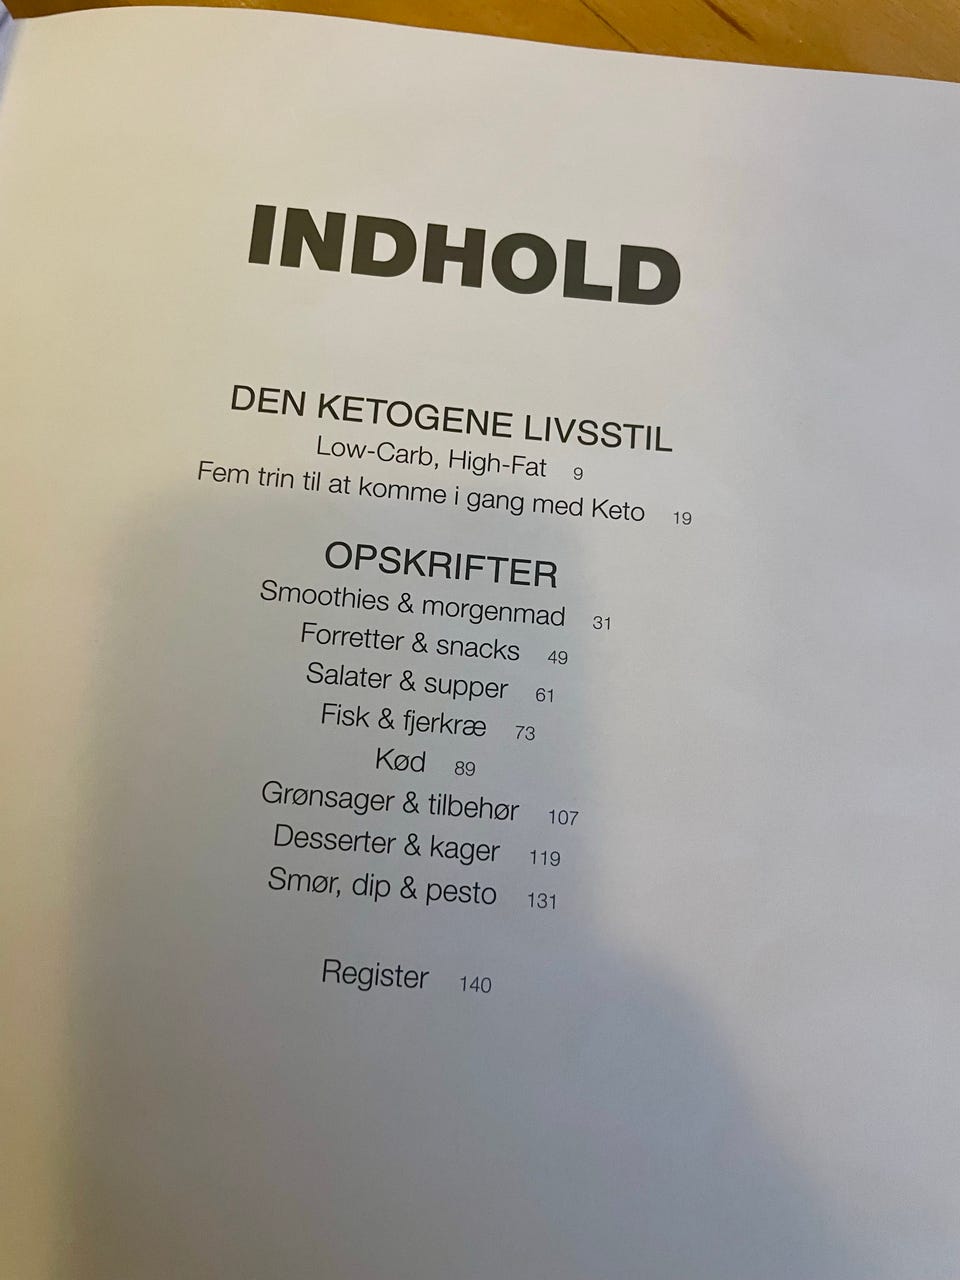 INDHOLD
DEN KETOGENE LIVSSTIL
Low-Carb, High-Fat 9
Fem trin til at komme i gang med Keto 19
OPSKRIFTER
Smoothies & morgenmad 31
Forretter & snacks 49
Salater & supper 61
Fisk & fjerkræ 73
Kød 89
Grønsager & tilbehør 107
Desserter & kager 119
Smør, dip & pesto 131
Register 140